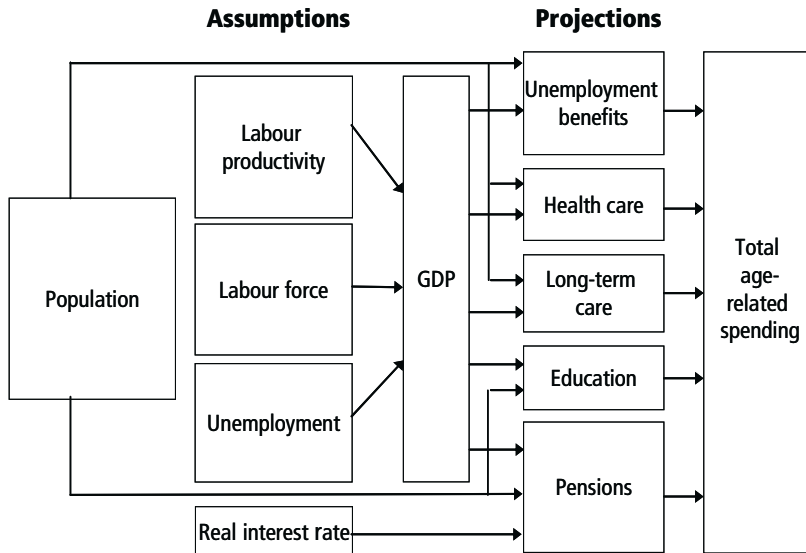 Assumptions
Projections
Population
Labour
productivity
Labour force
Unemployment
Real interest rate
GDP
Unemployment
benefits
Health care
Long-term
care
Education
Pensions
Total
age-
related
spending